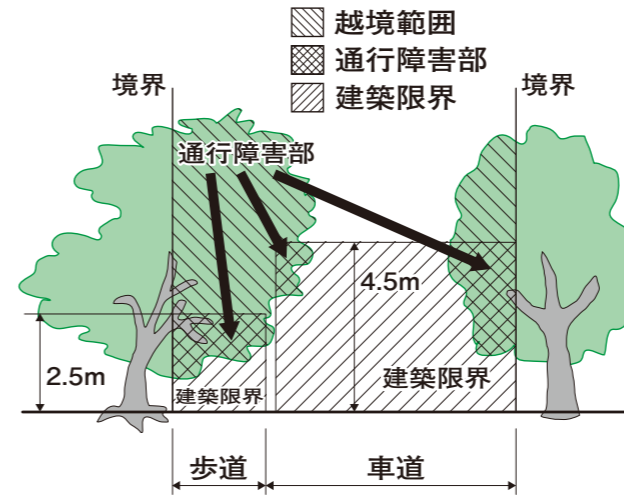 越境範囲
通行障害部
建築限界
境界
境界
通行障害部
4.5m
2.5m
建築限界
建築限界
歩道
車道